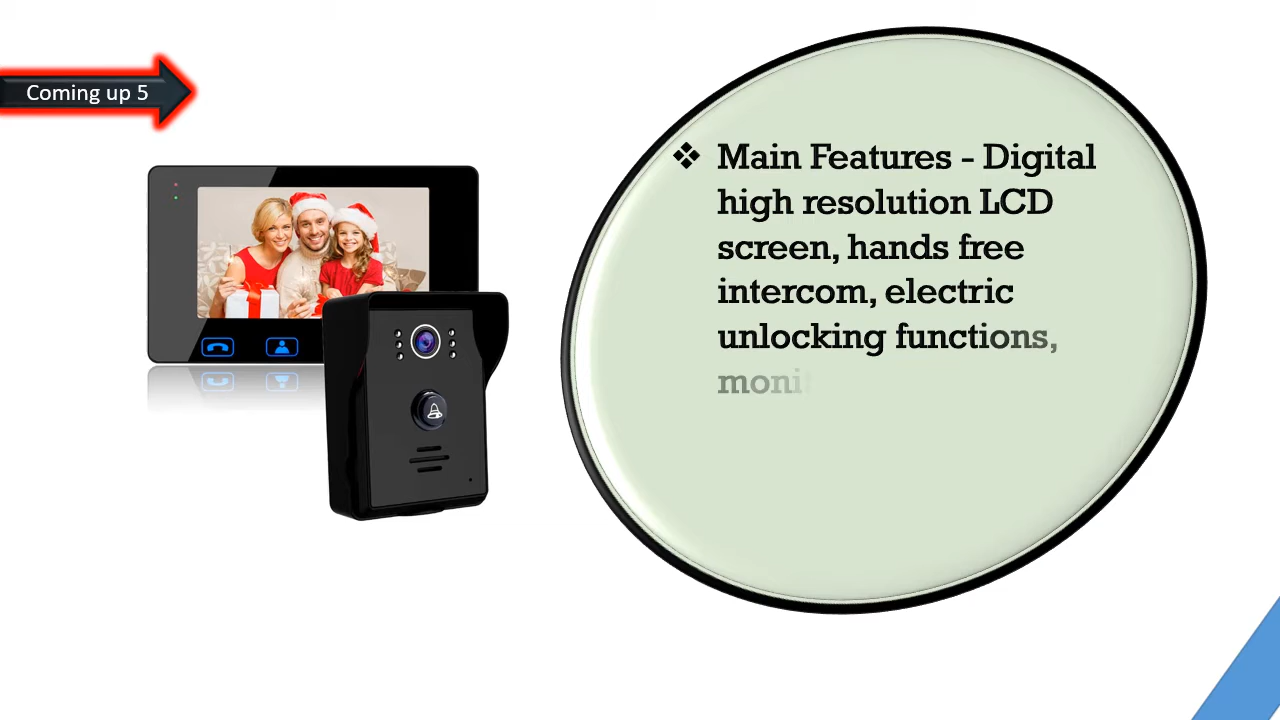 Coming up 5
❖ Main Features - Digital
high resolution LCD
screen, hands free
intercom, electric
unlocking functions,